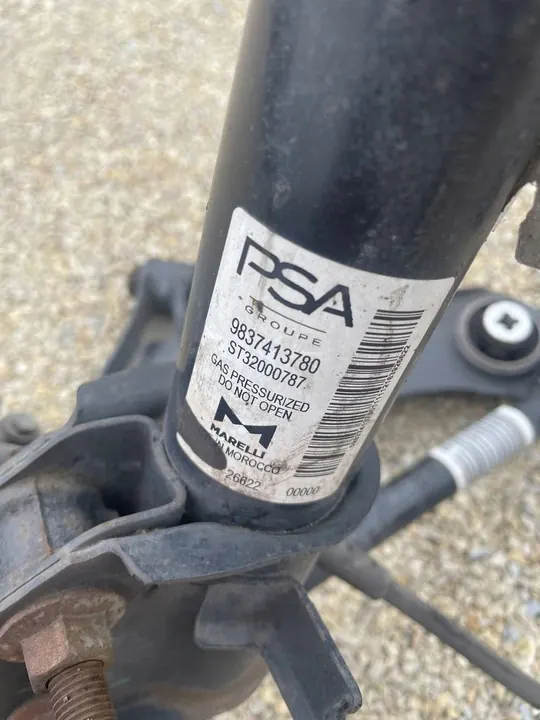 PSA
GROUPE
9837413780
ST32000787
GAS PRESSURIZED
DO NOT OPEN
MARELLI
MOROCCO
26622 00000